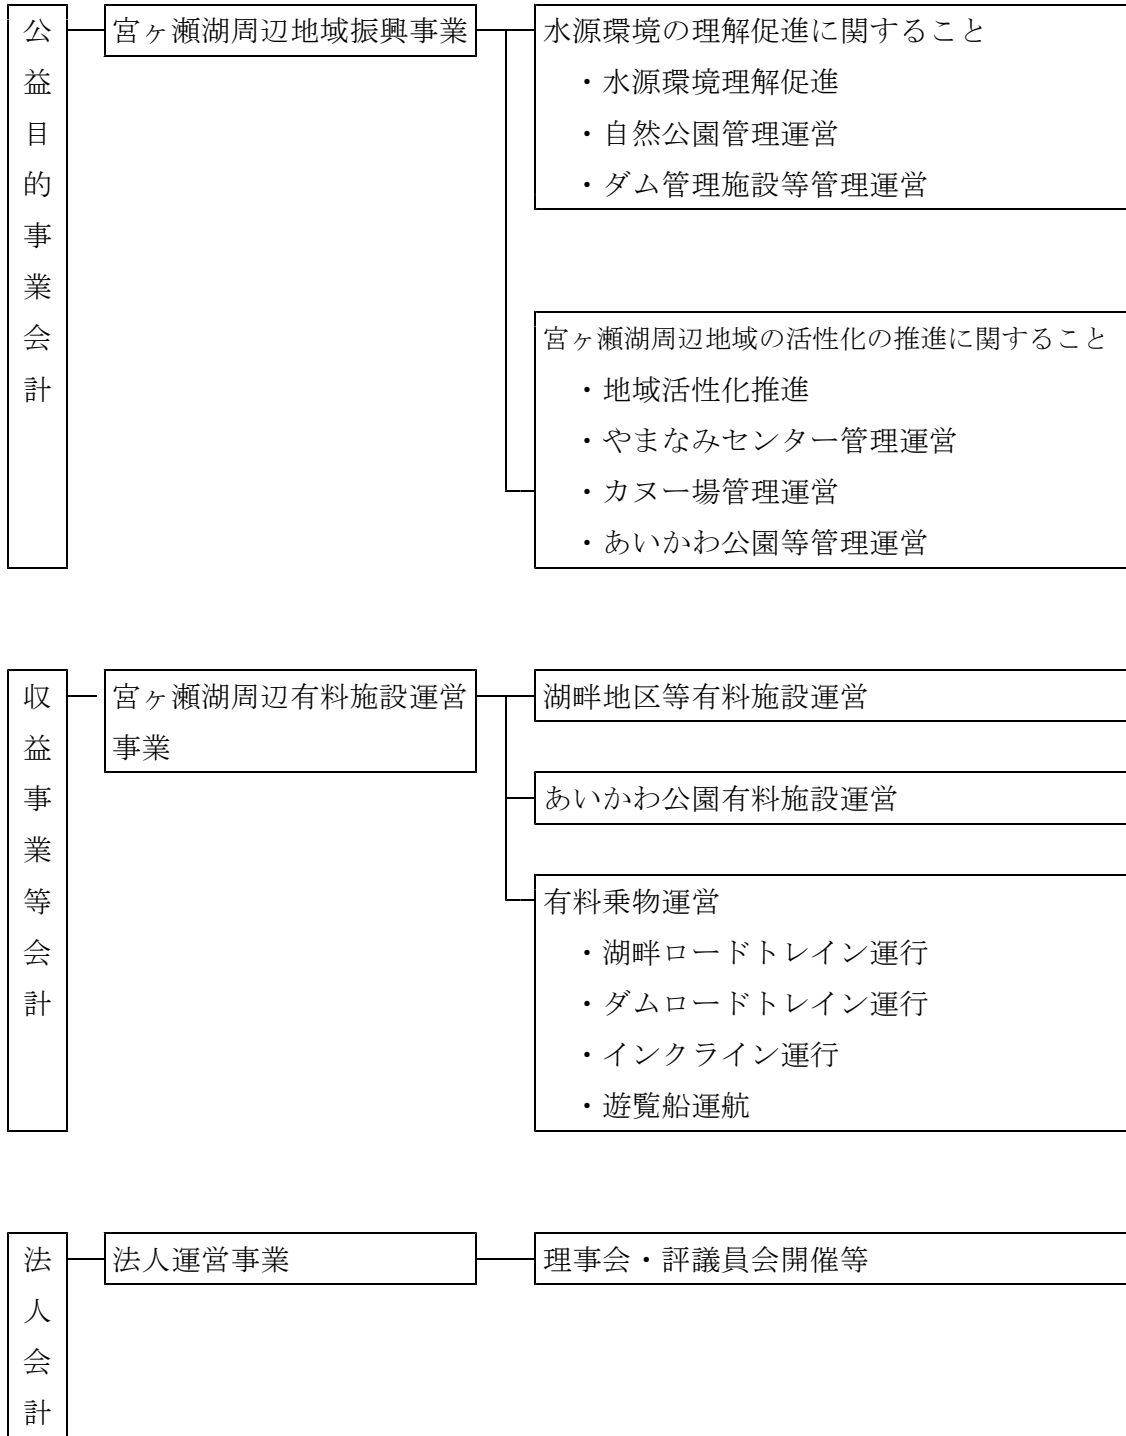 公益目的事業会計
宮ヶ瀬湖周辺地域振興事業
水源環境の理解促進に関すること
・水源環境理解促進
・自然公園管理運営
・ダム管理施設等管理運営
宮ヶ瀬湖周辺地域の活性化の推進に関すること
・地域活性化推進
・やまなみセンター管理運営
・カヌー場管理運営
・あいかわ公園等管理運営
収益事業等会計
宮ヶ瀬湖周辺有料施設運営
事業
湖畔地区等有料施設運営
あいかわ公園有料施設運営
有料乗物運営
・湖畔ロードトレイン運行
・ダムロードトレイン運行
・インクライン運行
・遊覧船運航
法人会計
法人運営事業
理事会・評議員会開催等